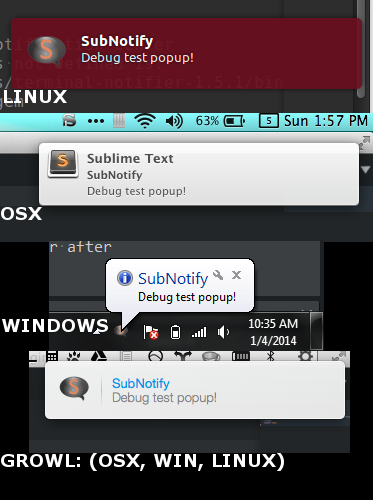 SubNotify
Debug test popup!
LINUX
63% 5 Sun 1:57 PM
Sublime Text
SubNotify
Debug test popup!
OSX
r after
SubNotify
Debug test popup!
WINDOWS
10:35 AM
1/4/2014
SubNotify
Debug test popup!
GROWL: (OSX, WIN, LINUX)